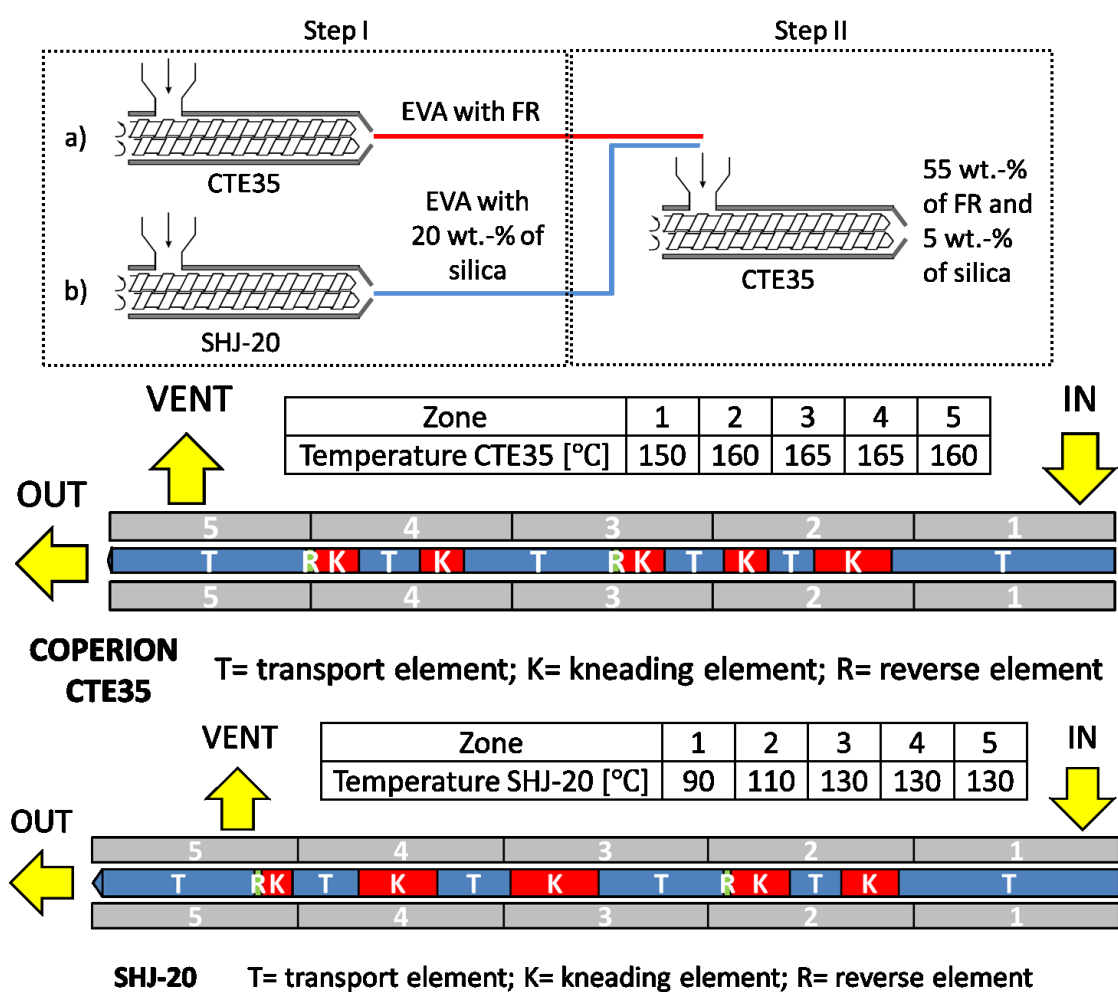 Step I
Step II
a)
EVA with FR
CTE35
b)
EVA with
20 wt.-% of
silica
SHJ-20
55 wt.-%
of FR and
5 wt.-%
of silica
CTE35
VENT
IN
Zone 1 2 3 4 5
Temperature CTE35 [°C] 150 160 165 165 160
OUT
5 4 3 2 1
T R K T K T R K T K T K T
5 4 3 2 1
COPERION
CTE35
T= transport element; K= kneading element; R= reverse element
VENT
IN
Zone 1 2 3 4 5
Temperature SHJ-20 [°C] 90 110 130 130 130
OUT
5 4 3 2 1
T R K T K T K T R K T K T
5 4 3 2 1
SHJ-20 T= transport element; K= kneading element; R= reverse element